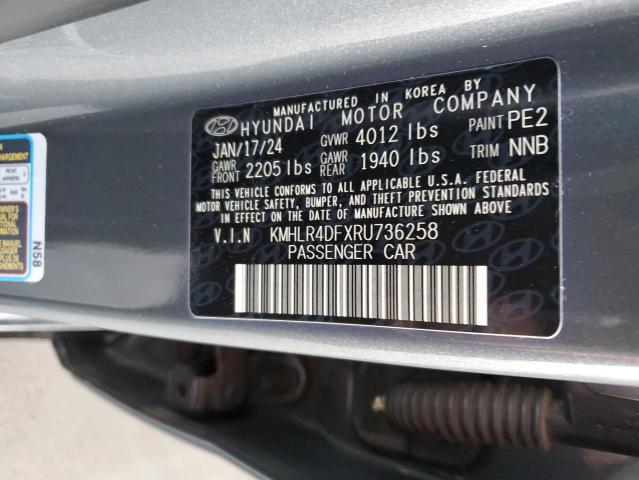 MANUFACTURED IN KOREA BY
HYUNDAI MOTOR COMPANY
JAN/17/24 GVWR 4012 lbs PAINT PE2
GAWR FRONT 2205 lbs GAWR REAR 1940 lbs TRIM NNB
THIS VEHICLE CONFORMS TO ALL APPLICABLE U.S.A. FEDERAL
MOTOR VEHICLE SAFETY, BUMPER, AND THEFT PREVENTION STANDARDS
IN EFFECT ON THE DATE OF MANUFACTURE SHOWN ABOVE
V.I.N KMHLR4DFXRU736258
PASSENGER CAR
N58